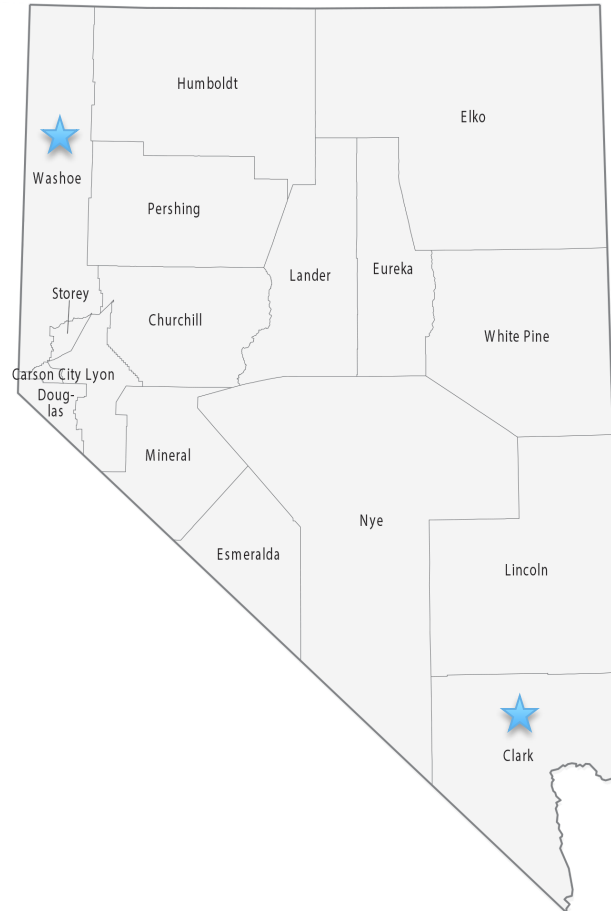 Humboldt
Elko
Washoe
Pershing
Lander
Eureka
Storey
Churchill
White Pine
Carson City
Lyon
Doug-
las
Mineral
Nye
Esmeralda
Lincoln
Clark